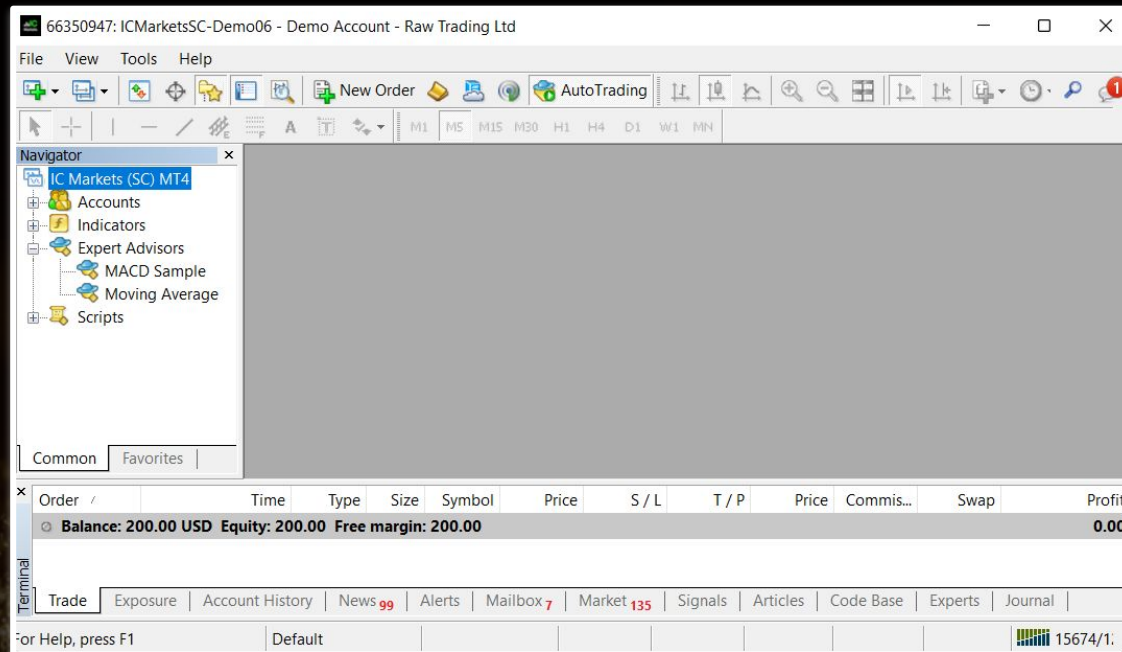 66350947: ICMarketsSC-Demo06 - Demo Account - Raw Trading Ltd
File View Tools Help
New Order AutoTrading 1
A T M1 M5 M15 M30 H1 H4 D1 W1 MN
Navigator
IC Markets (SC) MT4
Accounts
Indicators
Expert Advisors
MACD Sample
Moving Average
Scripts
Common Favorites
Order / Time Type Size Symbol Price S / L T / P Price Commis... Swap Profit
Balance: 200.00 USD Equity: 200.00 Free margin: 200.00 0.00
Terminal
Trade Exposure Account History News 99 Alerts Mailbox 7 Market 135 Signals Articles Code Base Experts Journal
For Help, press F1 Default